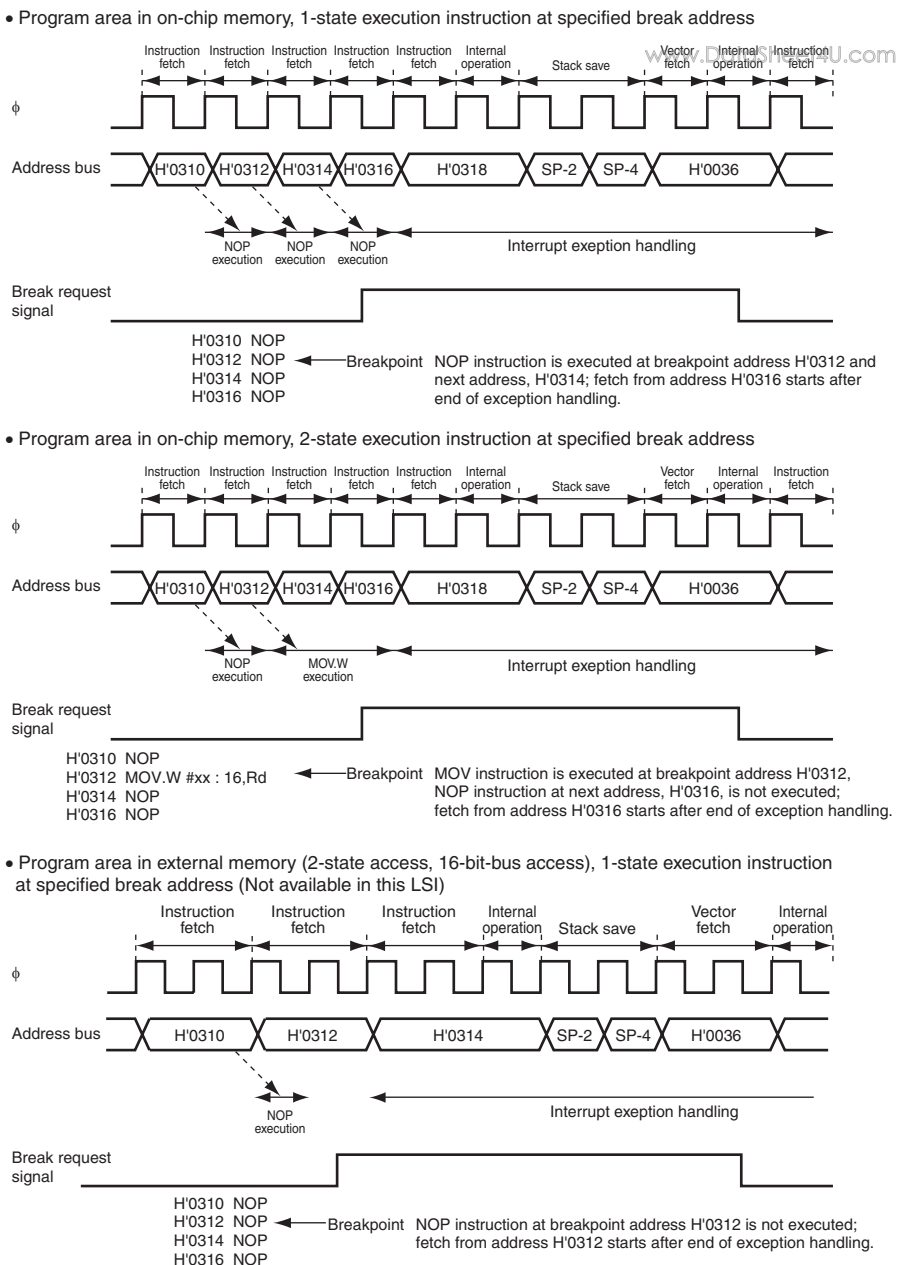 • Program area in on-chip memory, 1-state execution instruction at specified break address
www.DataSheet4U.com
Instruction fetch Instruction fetch Instruction fetch Instruction fetch Instruction fetch Internal operation Stack save Vector fetch Internal operation Instruction fetch
ϕ
Address bus H'0310 H'0312 H'0314 H'0316 H'0318 SP-2 SP-4 H'0036
NOP execution NOP execution NOP execution Interrupt exeption handling
Break request
signal
H'0310 NOP
H'0312 NOP Breakpoint NOP instruction is executed at breakpoint address H'0312 and
H'0314 NOP next address, H'0314; fetch from address H'0316 starts after
H'0316 NOP end of exception handling.
• Program area in on-chip memory, 2-state execution instruction at specified break address
Instruction fetch Instruction fetch Instruction fetch Instruction fetch Instruction fetch Internal operation Stack save Vector fetch Internal operation Instruction fetch
ϕ
Address bus H'0310 H'0312 H'0314 H'0316 H'0318 SP-2 SP-4 H'0036
NOP execution MOV.W execution Interrupt exeption handling
Break request
signal
H'0310 NOP
H'0312 MOV.W #xx : 16,Rd Breakpoint MOV instruction is executed at breakpoint address H'0312,
H'0314 NOP NOP instruction at next address, H'0316, is not executed;
H'0316 NOP fetch from address H'0316 starts after end of exception handling.
• Program area in external memory (2-state access, 16-bit-bus access), 1-state execution instruction
at specified break address (Not available in this LSI)
Instruction fetch Instruction fetch Instruction fetch Internal operation Stack save Vector fetch Internal operation
ϕ
Address bus H'0310 H'0312 H'0314 SP-2 SP-4 H'0036
NOP execution Interrupt exeption handling
Break request
signal
H'0310 NOP
H'0312 NOP Breakpoint NOP instruction at breakpoint address H'0312 is not executed;
H'0314 NOP fetch from address H'0312 starts after end of exception handling.
H'0316 NOP